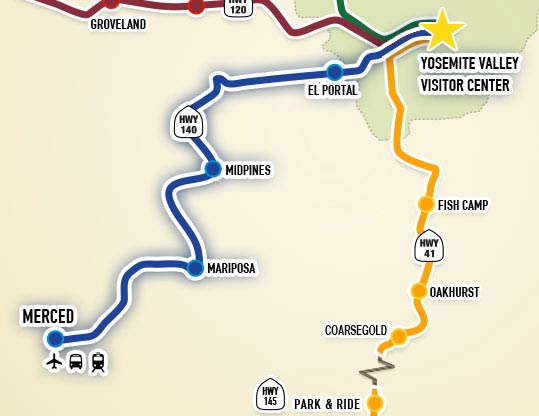 HWY
120
GROVELAND
YOSEMITE VALLEY
VISITOR CENTER
EL PORTAL
HWY
140
MIDPINES
FISH CAMP
HWY
41
MARIPOSA
OAKHURST
MERCED
COARSEGOLD
HWY
145
PARK & RIDE